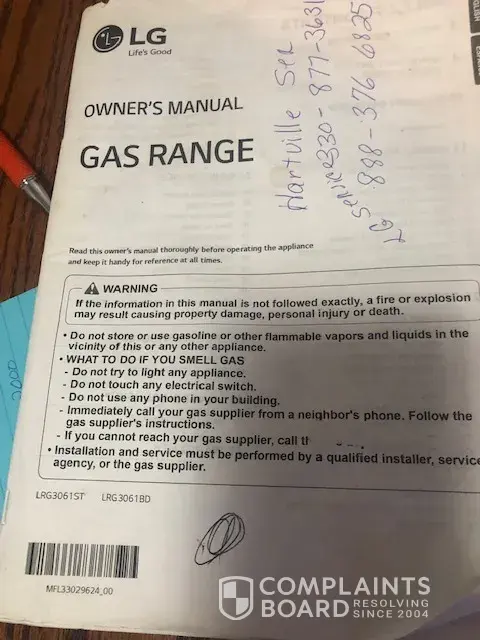 LG
Life's Good
ENGLISH
OWNER'S MANUAL
GAS RANGE
Hartville Ser
330-877-3631
LG Service
888-376 6825
Read this owner's manual thoroughly before operating the appliance
and keep it handy for reference at all times.
WARNING
If the information in this manual is not followed exactly, a fire or explosion
may result causing property damage, personal injury or death.
• Do not store or use gasoline or other flammable vapors and liquids in the
vicinity of this or any other appliance.
• WHAT TO DO IF YOU SMELL GAS
- Do not try to light any appliance.
- Do not touch any electrical switch.
- Do not use any phone in your building.
- Immediately call your gas supplier from a neighbor's phone. Follow the
gas supplier's instructions.
- If you cannot reach your gas supplier, call
• Installation and service must be performed by a qualified installer, service
agency, or the gas supplier.
LRG3061ST LRG3061BD
MFL33029624_00
COMPLAINTS
BOARD RESOLVING
SINCE 2004